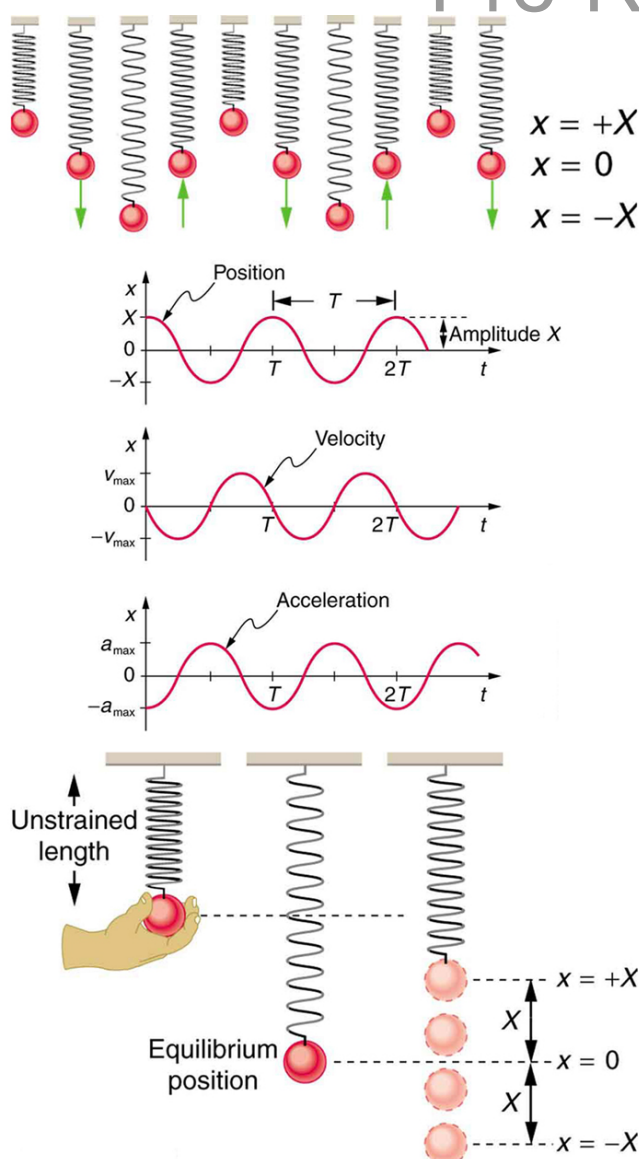 x = +X
x = 0
x = −X
Position
x
X
0
−X
T
T
2T
t
Amplitude X
Velocity
x
vmax
0
−vmax
T
2T
t
Acceleration
x
amax
0
−amax
T
2T
t
Unstrained
length
x = +X
X
Equilibrium
position
x = 0
X
x = −X